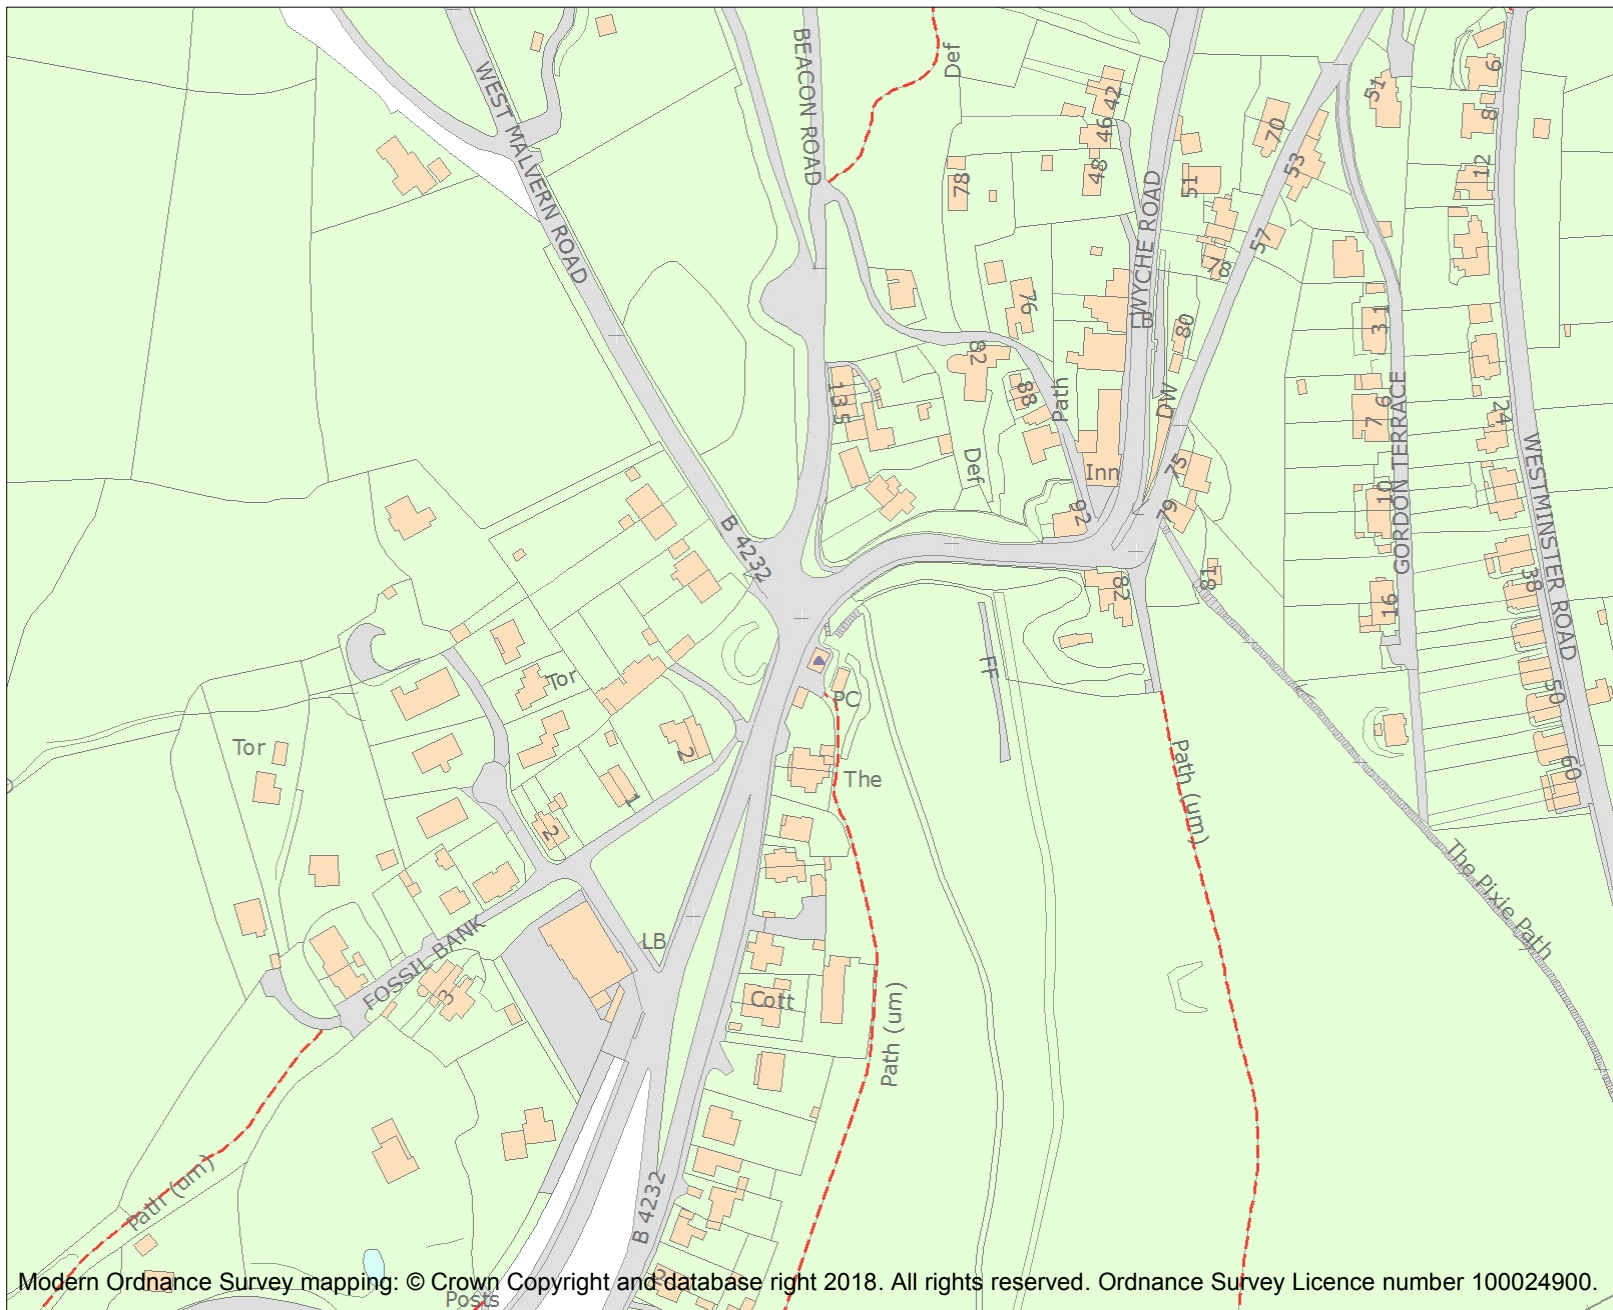 WEST MALVERN ROAD
BEACON ROAD
Def
42
46
48
78
51
70
53
51
6
8
12
WYCHE ROAD
57
78
76
LB
80
3 1
82
88
Path
135
DW
GORDON TERRACE
7 6
24
WESTMINSTER ROAD
Def
Inn
75
10
92
79
B 4232
82
81
16
38
FF
Tor
PC
50
Tor
2
The
Path (um)
60
1
2
The Pixie Path
FOSSIL BANK
LB
3
Cott
Path (um)
Path (um)
B 4232
2
Modern Ordnance Survey mapping: © Crown Copyright and database right 2018. All rights reserved. Ordnance Survey Licence number 100024900.
Posts